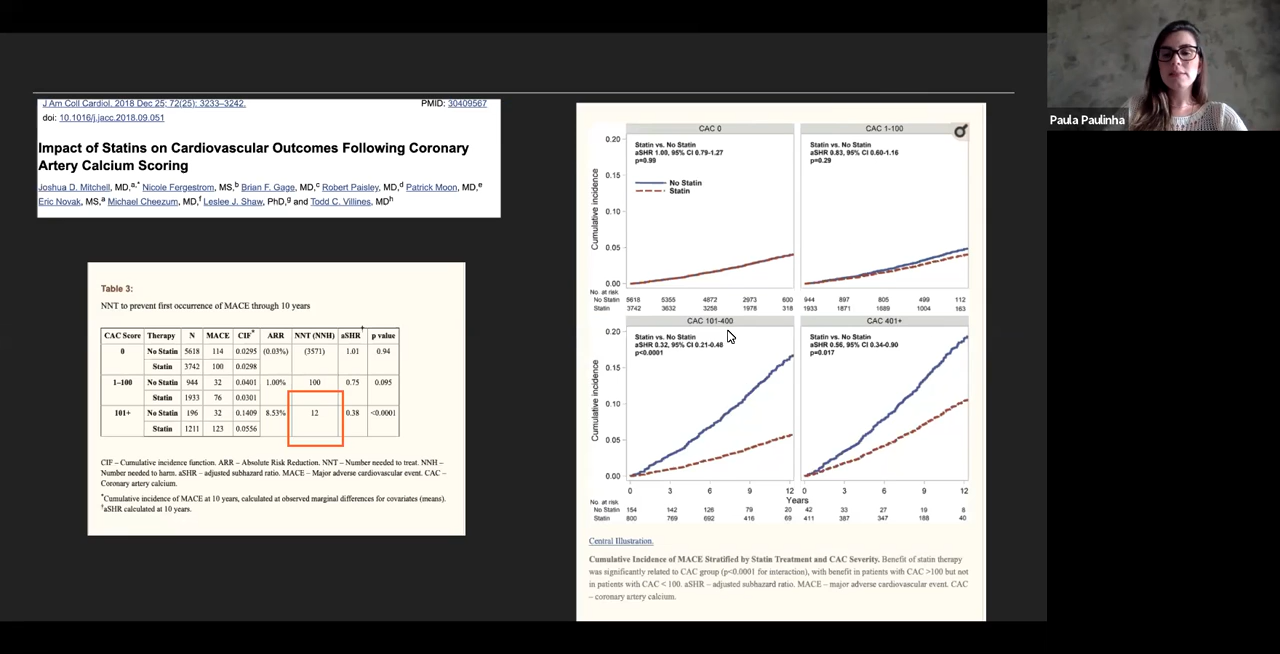 J Am Coll Cardiol. 2018 Dec 25; 72(25): 3233–3242. PMID: 30409567
doi: 10.1016/j.jacc.2018.09.051
Impact of Statins on Cardiovascular Outcomes Following Coronary
Artery Calcium Scoring
Joshua D. Mitchell, MD,a,* Nicole Fergestrom, MS,b Brian F. Gage, MD,c Robert Paisley, MD,d Patrick Moon, MD,e
Eric Novak, MS,a Michael Cheezum, MD,f Leslee J. Shaw, PhD,g and Todd C. Villines, MDh
Table 3:
NNT to prevent first occurrence of MACE through 10 years
CAC Score Therapy N MACE CIF* ARR NNT (NNH) aSHR† p value
0 No Statin 5618 114 0.0295 (0.03%) (3571) 1.01 0.94
Statin 3742 100 0.0298
1–100 No Statin 944 32 0.0401 1.00% 100 0.75 0.095
Statin 1933 76 0.0301
101+ No Statin 196 32 0.1409 8.53% 12 0.38 <0.0001
Statin 1211 123 0.0556
CIF – Cumulative incidence function. ARR – Absolute Risk Reduction. NNT – Number needed to treat. NNH –
Number needed to harm. aSHR – adjusted subhazard ratio. MACE – Major adverse cardiovascular event. CAC –
Coronary artery calcium.
*Cumulative incidence of MACE at 10 years, calculated at observed marginal differences for covariates (means).
†aSHR calculated at 10 years.
CAC 0
Statin vs. No Statin
aSHR 1.00, 95% CI 0.79-1.27
p=0.99
No Statin
Statin
CAC 1-100
Statin vs. No Statin
aSHR 0.83, 95% CI 0.60-1.16
p=0.29
Cumulative incidence
0.20
0.15
0.10
0.05
0.00
No. at risk
No Statin 5618 5355 4872 2973 600 944 897 805 499 112
Statin 3742 3632 3258 1978 318 1933 1871 1689 1004 163
CAC 101-400
Statin vs. No Statin
aSHR 0.32, 95% CI 0.21-0.48
p<0.0001
CAC 401+
Statin vs. No Statin
aSHR 0.56, 95% CI 0.34-0.90
p=0.017
Cumulative incidence
0.20
0.15
0.10
0.05
0.00
0 3 6 9 12 0 3 6 9 12
Years
No. at risk
No Statin 154 142 126 79 20 42 33 27 19 8
Statin 800 769 692 416 69 411 387 347 188 40
Central Illustration.
Cumulative Incidence of MACE Stratified by Statin Treatment and CAC Severity. Benefit of statin therapy
was significantly related to CAC group (p<0.0001 for interaction), with benefit in patients with CAC >100 but not
in patients with CAC < 100. aSHR – adjusted subhazard ratio. MACE – major adverse cardiovascular event. CAC
– coronary artery calcium.
Paula Paulinha